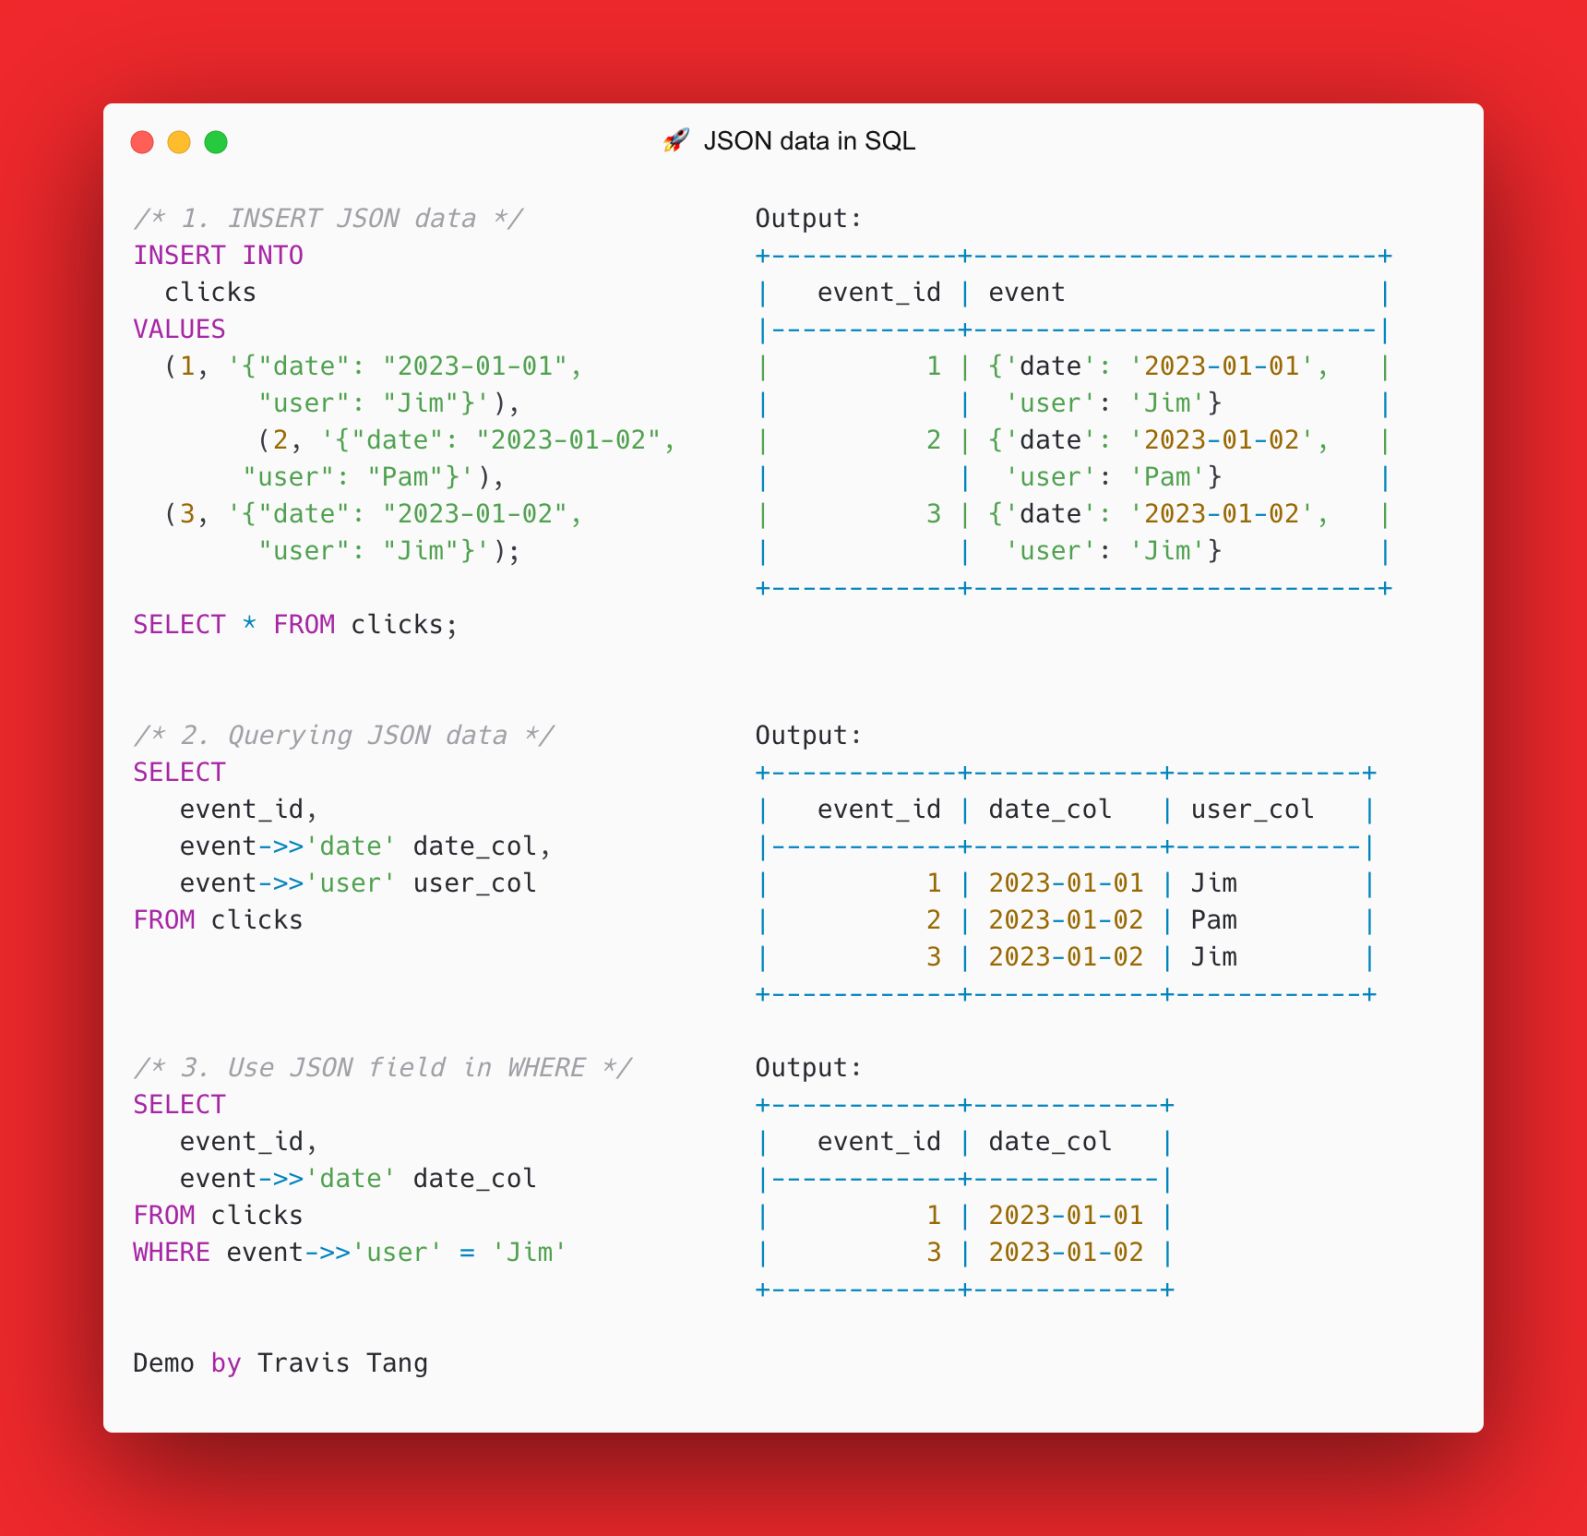 🚀 JSON data in SQL
/* 1. INSERT JSON data */
INSERT INTO
  clicks
VALUES
  (1, '{"date": "2023-01-01",
        "user": "Jim"}'),
        (2, '{"date": "2023-01-02",
       "user": "Pam"}'),
  (3, '{"date": "2023-01-02",
        "user": "Jim"}');
SELECT * FROM clicks;
Output:
+------------+--------------------------+
|   event_id | event                    |
|------------+--------------------------|
|          1 | {'date': '2023-01-01',   |
|            |  'user': 'Jim'}          |
|          2 | {'date': '2023-01-02',   |
|            |  'user': 'Pam'}          |
|          3 | {'date': '2023-01-02',   |
|            |  'user': 'Jim'}          |
+------------+--------------------------+
/* 2. Querying JSON data */
SELECT
   event_id,
   event->>'date' date_col,
   event->>'user' user_col
FROM clicks
Output:
+------------+------------+------------+
|   event_id | date_col   | user_col   |
|------------+------------+------------|
|          1 | 2023-01-01 | Jim        |
|          2 | 2023-01-02 | Pam        |
|          3 | 2023-01-02 | Jim        |
+------------+------------+------------+
/* 3. Use JSON field in WHERE */
SELECT
   event_id,
   event->>'date' date_col
FROM clicks
WHERE event->>'user' = 'Jim'
Output:
+------------+------------+
|   event_id | date_col   |
|------------+------------|
|          1 | 2023-01-01 |
|          3 | 2023-01-02 |
+------------+------------+
Demo by Travis Tang